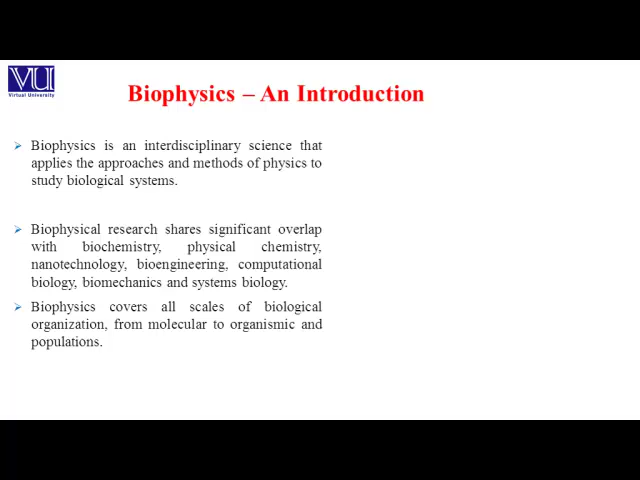 VU
Virtual University
Biophysics – An Introduction
➢ Biophysics is an interdisciplinary science that
applies the approaches and methods of physics to
study biological systems.
➢ Biophysical research shares significant overlap
with biochemistry, physical chemistry,
nanotechnology, bioengineering, computational
biology, biomechanics and systems biology.
➢ Biophysics covers all scales of biological
organization, from molecular to organismic and
populations.